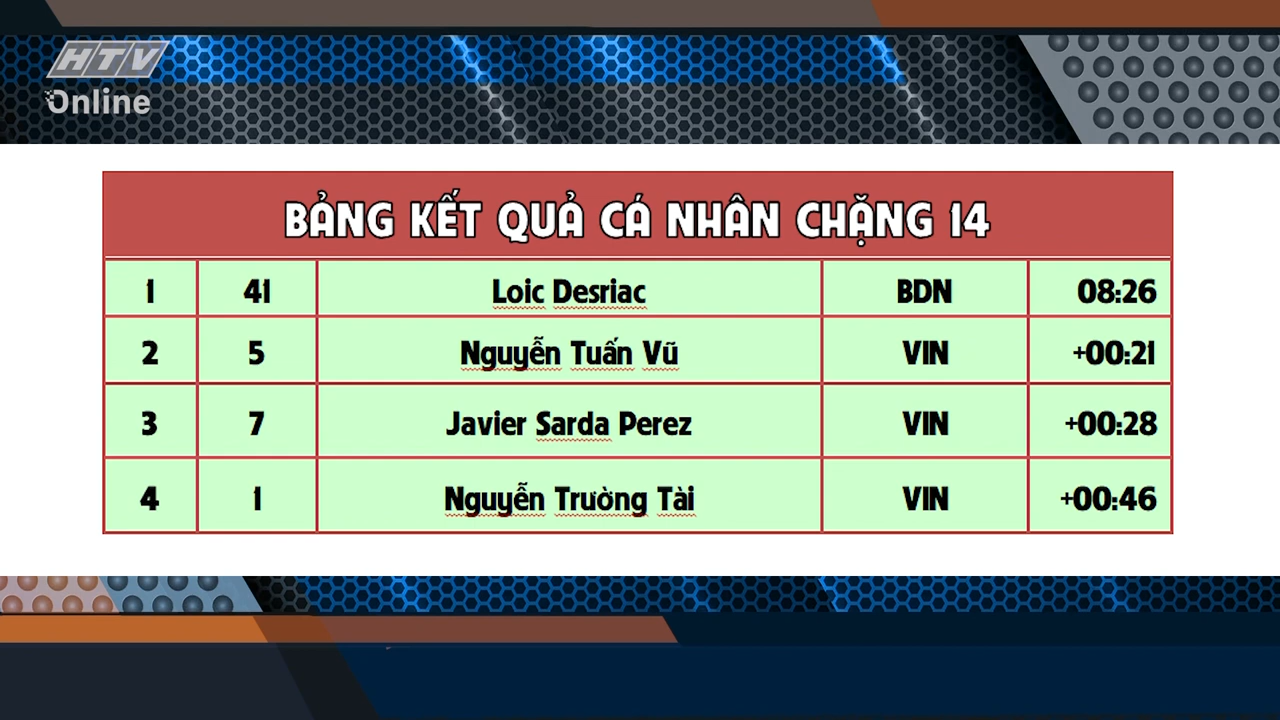 HTV
Online
BẢNG KẾT QUẢ CÁ NHÂN CHẶNG 14
1 41 Loic Desriac BDN 08:26
2 5 Nguyễn Tuấn Vũ VIN +00:21
3 7 Javier Sarda Perez VIN +00:28
4 1 Nguyễn Trường Tài VIN +00:46